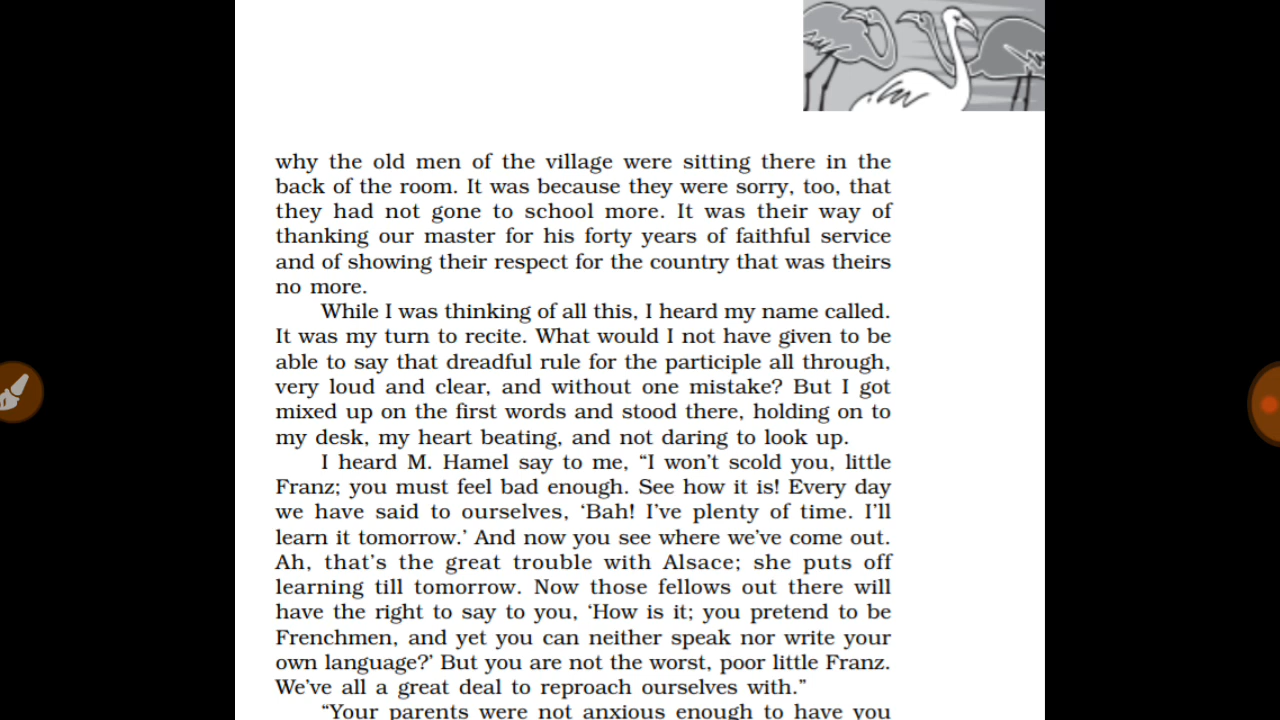 why the old men of the village were sitting there in the
back of the room. It was because they were sorry, too, that
they had not gone to school more. It was their way of
thanking our master for his forty years of faithful service
and of showing their respect for the country that was theirs
no more.
While I was thinking of all this, I heard my name called.
It was my turn to recite. What would I not have given to be
able to say that dreadful rule for the participle all through,
very loud and clear, and without one mistake? But I got
mixed up on the first words and stood there, holding on to
my desk, my heart beating, and not daring to look up.
I heard M. Hamel say to me, “I won’t scold you, little
Franz; you must feel bad enough. See how it is! Every day
we have said to ourselves, ‘Bah! I’ve plenty of time. I’ll
learn it tomorrow.’ And now you see where we’ve come out.
Ah, that’s the great trouble with Alsace; she puts off
learning till tomorrow. Now those fellows out there will
have the right to say to you, ‘How is it; you pretend to be
Frenchmen, and yet you can neither speak nor write your
own language?’ But you are not the worst, poor little Franz.
We’ve all a great deal to reproach ourselves with.”
“Your parents were not anxious enough to have you